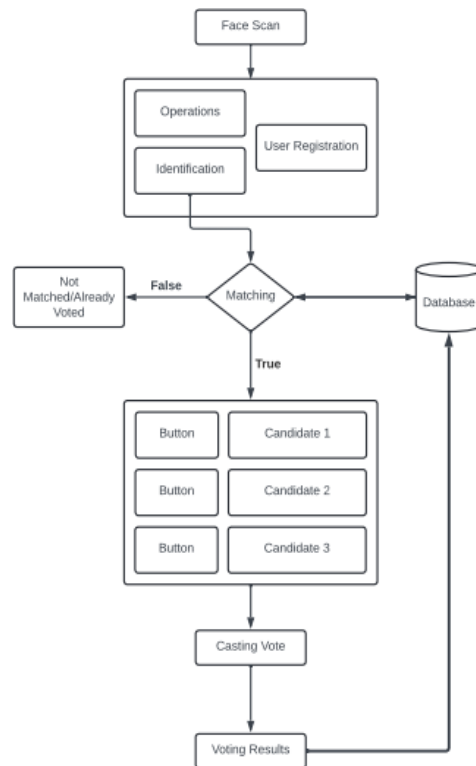 Face Scan
Operations
User Registration
Identification
Not
Matched/Already
Voted
False
Matching
Database
True
Button
Candidate 1
Button
Candidate 2
Button
Candidate 3
Casting Vote
Voting Results